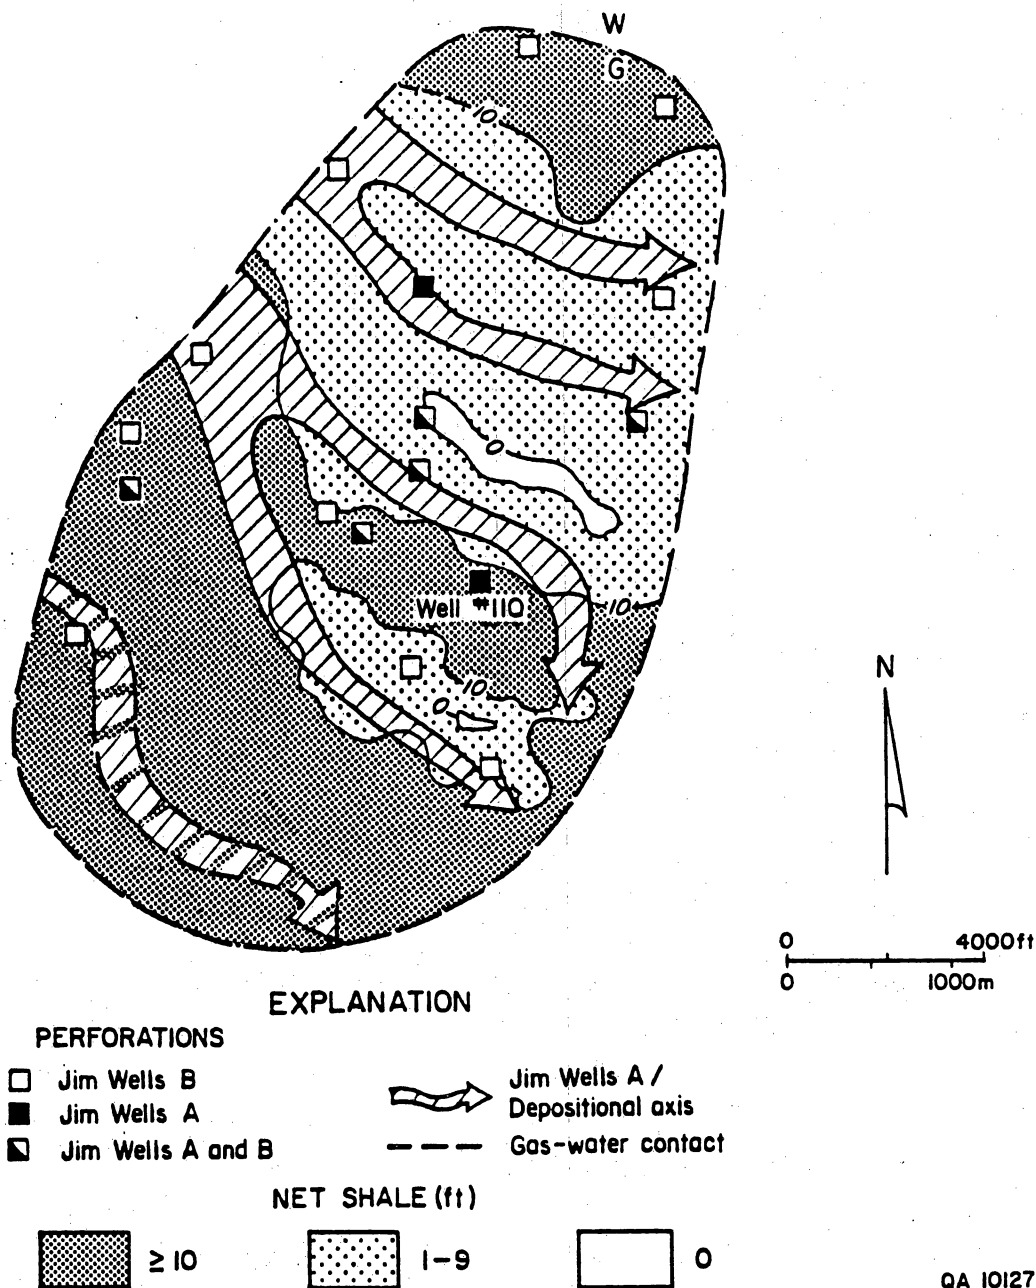 W
G
10
0
Well #110
10
10
0
N
0 4000ft
0 1000m
EXPLANATION
PERFORATIONS
Jim Wells B
Jim Wells A
Jim Wells A and B
Jim Wells A /
Depositional axis
Gas-water contact
NET SHALE (ft)
≥ 10
1-9
0
QA 10127